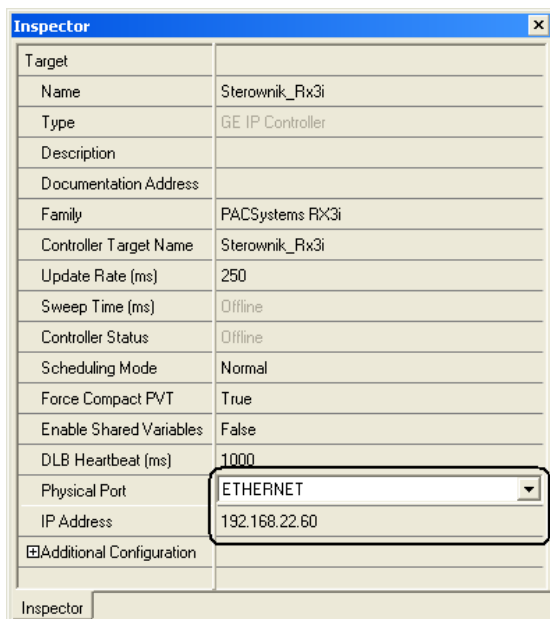 Inspector
Target
Name Sterownik_Rx3i
Type GE IP Controller
Description
Documentation Address
Family PACSystems RX3i
Controller Target Name Sterownik_Rx3i
Update Rate (ms) 250
Sweep Time (ms) Offline
Controller Status Offline
Scheduling Mode Normal
Force Compact PVT True
Enable Shared Variables False
DLB Heartbeat (ms) 1000
Physical Port ETHERNET
IP Address 192.168.22.60
Additional Configuration
Inspector